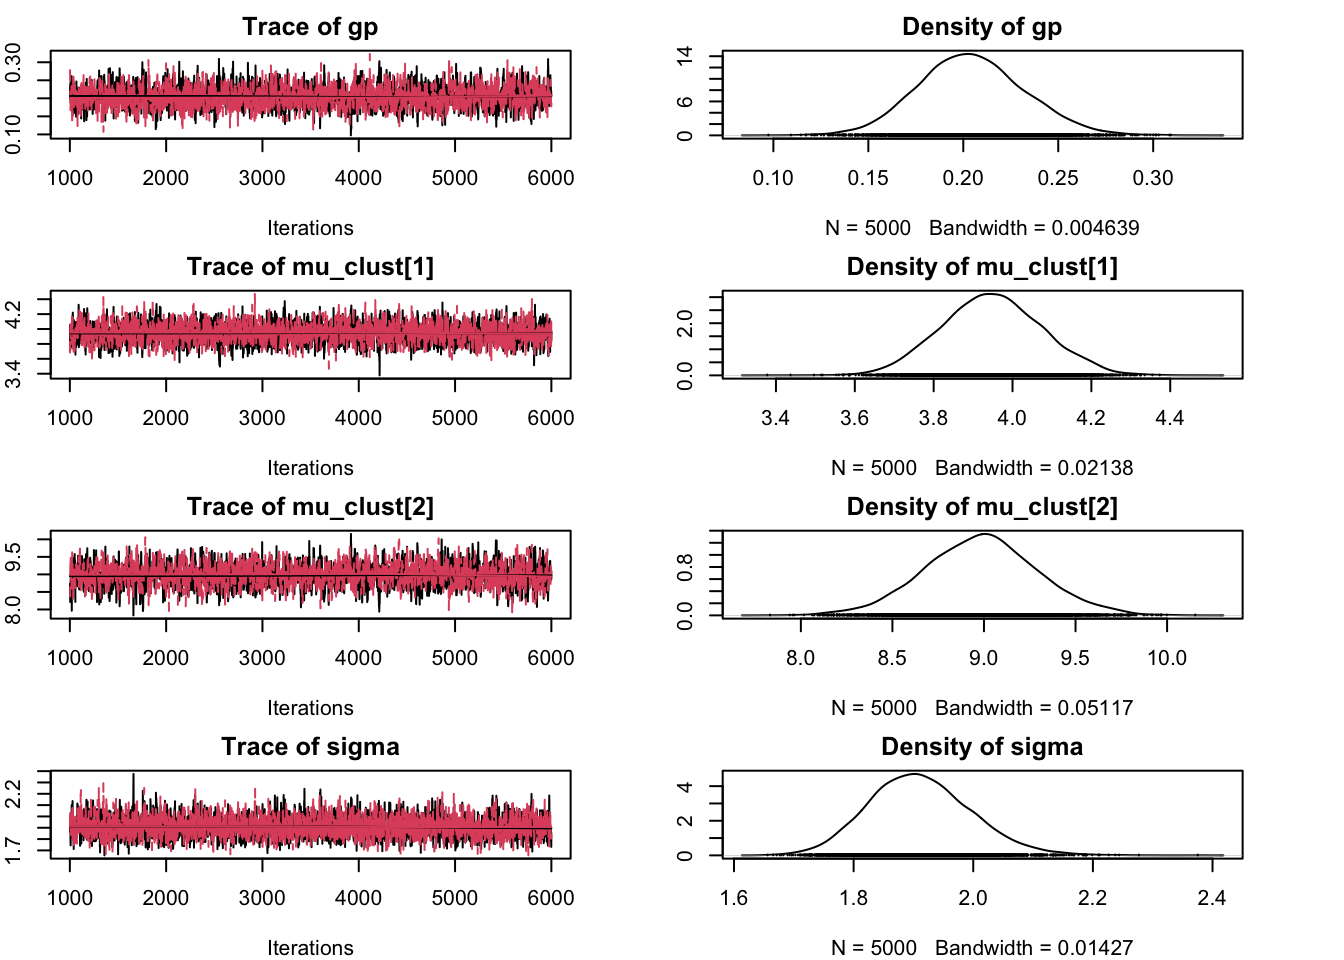 Trace of gp
0.30
0.10
1000 2000 3000 4000 5000 6000
Iterations
Density of gp
14
6
0
0.10 0.15 0.20 0.25 0.30
N = 5000 Bandwidth = 0.004639
Trace of mu_clust[1]
4.2
3.4
1000 2000 3000 4000 5000 6000
Iterations
Density of mu_clust[1]
2.0
0.0
3.4 3.6 3.8 4.0 4.2 4.4
N = 5000 Bandwidth = 0.02138
Trace of mu_clust[2]
9.5
8.0
1000 2000 3000 4000 5000 6000
Iterations
Density of mu_clust[2]
0.8
0.0
8.0 8.5 9.0 9.5 10.0
N = 5000 Bandwidth = 0.05117
Trace of sigma
2.2
1.7
1000 2000 3000 4000 5000 6000
Iterations
Density of sigma
4
2
0
1.6 1.8 2.0 2.2 2.4
N = 5000 Bandwidth = 0.01427